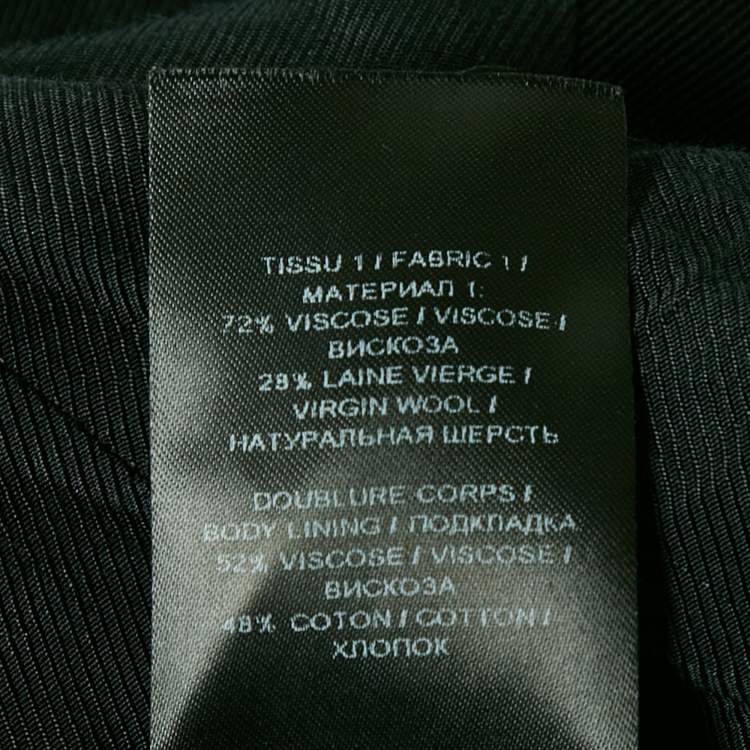 TISSU 1 / FABRIC 1 /
МАТЕРИАЛ 1:
72% VISCOSE / VISCOSE /
ВИСКОЗА
28% LAINE VIERGE /
VIRGIN WOOL /
НАТУРАЛЬНАЯ ШЕРСТЬ
DOUBLURE CORPS /
BODY LINING / ПОДКЛАДКА
52% VISCOSE / VISCOSE /
ВИСКОЗА
48% COTON / COTTON /
ХЛОПОК